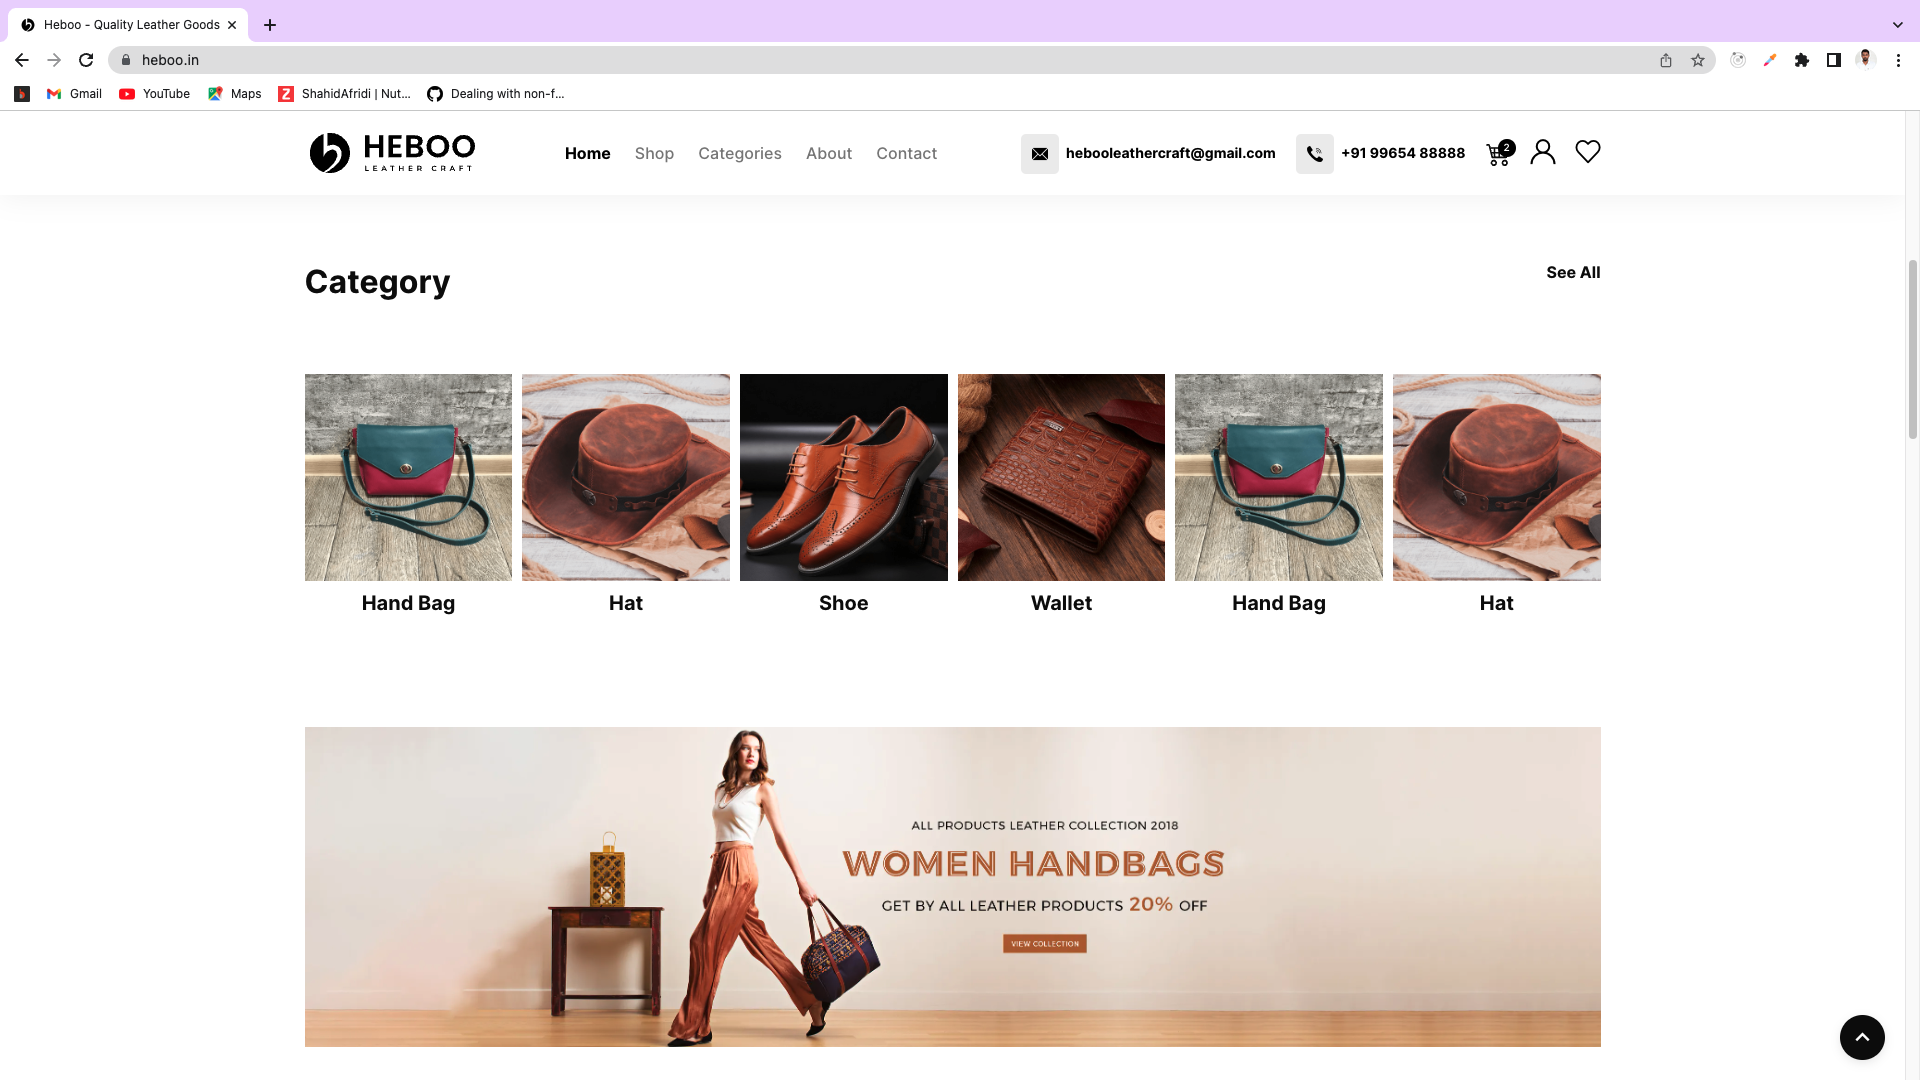 Heboo - Quality Leather Goods
heboo.in
Gmail
YouTube
Maps
ShahidAfridi | Nut...
Dealing with non-f...
HEBOO
LEATHER CRAFT
Home
Shop
Categories
About
Contact
hebooleathercraft@gmail.com
+91 99654 88888
2
Category
See All
Hand Bag
Hat
Shoe
Wallet
Hand Bag
Hat
ALL PRODUCTS LEATHER COLLECTION 2018
WOMEN HANDBAGS
GET BY ALL LEATHER PRODUCTS 20% OFF
VIEW COLLECTION